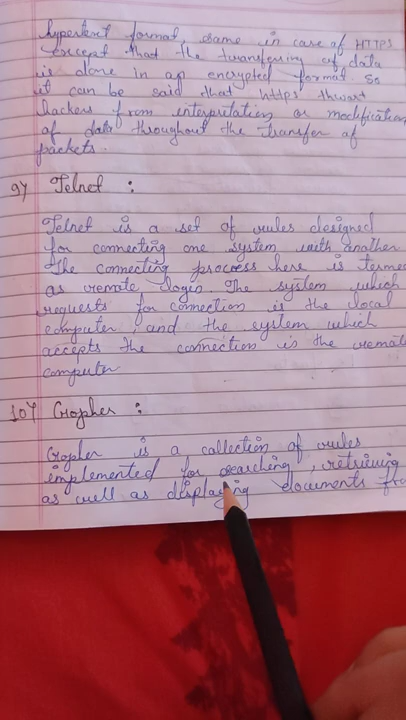 hypertext format, same in case of HTTPS
except that the transferring of data
is done in an encrypted format. So
it can be said that https thwart
hackers from interpretation or modification
of data throughout the transfer of
packets.
9) Telnet :
Telnet is a set of rules designed
for connecting one system with another.
The connecting process here is terme
as remote login. The system which
requests for connection is the local
computer, and the system which
accepts the connection is the remot
computer
10) Gropher :
Gropher is a collection of rules
implemented for searching, retrieving
as well as displaying documents fro